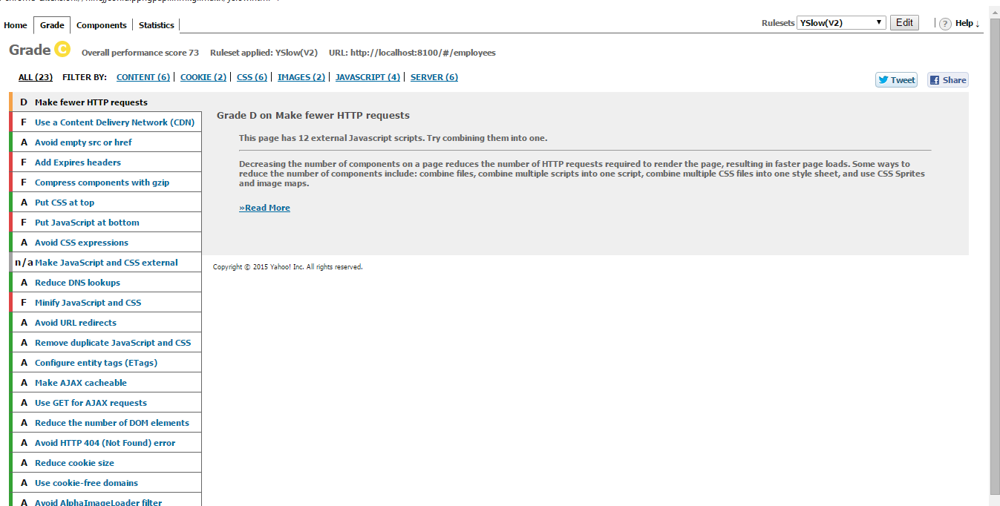 Home Grade Components Statistics Rulesets YSlow(V2) Edit ? Help ↓
Grade C Overall performance score 73 Ruleset applied: YSlow(V2) URL: http://localhost:8100/#/employees
ALL (23) FILTER BY: CONTENT (6) | COOKIE (2) | CSS (6) | IMAGES (2) | JAVASCRIPT (4) | SERVER (6)
Tweet Share
D Make fewer HTTP requests
F Use a Content Delivery Network (CDN)
A Avoid empty src or href
F Add Expires headers
F Compress components with gzip
A Put CSS at top
F Put JavaScript at bottom
A Avoid CSS expressions
n/a Make JavaScript and CSS external
A Reduce DNS lookups
F Minify JavaScript and CSS
A Avoid URL redirects
A Remove duplicate JavaScript and CSS
A Configure entity tags (ETags)
A Make AJAX cacheable
A Use GET for AJAX requests
A Reduce the number of DOM elements
A Avoid HTTP 404 (Not Found) error
A Reduce cookie size
A Use cookie-free domains
A Avoid AlphaImageLoader filter
Grade D on Make fewer HTTP requests
This page has 12 external Javascript scripts. Try combining them into one.
Decreasing the number of components on a page reduces the number of HTTP requests required to render the page, resulting in faster page loads. Some ways to
reduce the number of components include: combine files, combine multiple scripts into one script, combine multiple CSS files into one style sheet, and use CSS Sprites
and image maps.
»Read More
Copyright © 2015 Yahoo! Inc. All rights reserved.